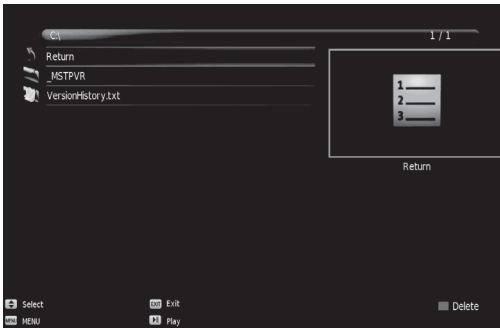 C:\ 1 / 1
Return
_MSTPVR
VersionHistory.txt
1
2
3
Return
Select EXIT Exit
MENU MENU Play
Delete